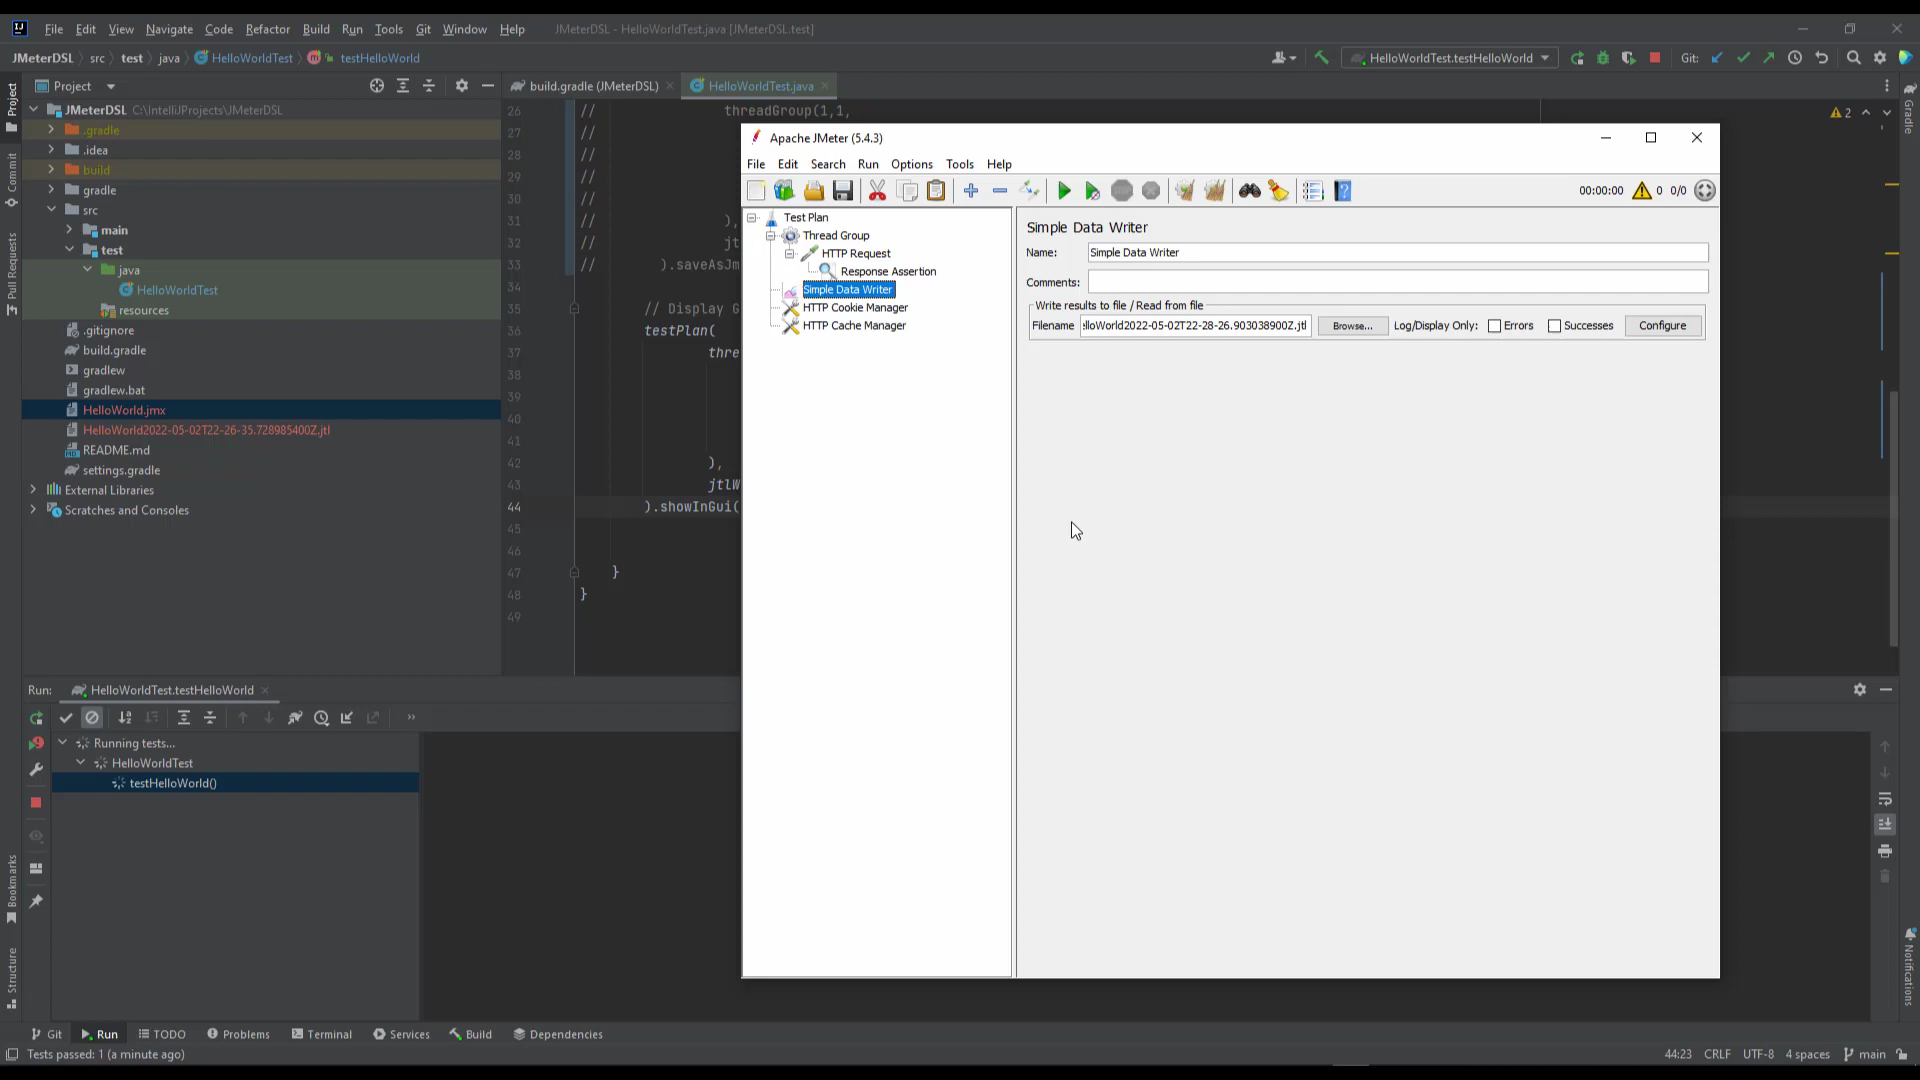 File Edit View Navigate Code Refactor Build Run Tools Git Window Help JMeterDSL - HelloWorldTest.java [JMeterDSL.test]
JMeterDSL src test java HelloWorldTest testHelloWorld
HelloWorldTest.testHelloWorld Git:
Project
build.gradle (JMeterDSL) HelloWorldTest.java
JMeterDSL C:\IntelliJProjects\JMeterDSL
.gradle
.idea
build
gradle
src
main
test
java
HelloWorldTest
resources
.gitignore
build.gradle
gradlew
gradlew.bat
HelloWorld.jmx
HelloWorld2022-05-02T22-26-35.728985400Z.jtl
README.md
settings.gradle
External Libraries
Scratches and Consoles
Project
Commit
Pull Requests
Bookmarks
Structure
Gradle
Notifications
2
26 // threadGroup(1,1,
27 //
28 //
29 //
30 //
31 // ),
32 // jt
33 // ).saveAsJm
34
35 // Display G
36 testPlan(
37 thre
38
39
40
41
42 ),
43 jtlW
44 ).showInGui(
45
46
47 }
48 }
49
Apache JMeter (5.4.3)
File Edit Search Run Options Tools Help
00:00:00 0 0/0
Test Plan
Thread Group
HTTP Request
Response Assertion
Simple Data Writer
HTTP Cookie Manager
HTTP Cache Manager
Simple Data Writer
Name: Simple Data Writer
Comments:
Write results to file / Read from file
Filename elloWorld2022-05-02T22-28-26.903038900Z.jtl Browse... Log/Display Only: Errors Successes Configure
Run: HelloWorldTest.testHelloWorld
Running tests...
HelloWorldTest
testHelloWorld()
Git Run TODO Problems Terminal Services Build Dependencies
Tests passed: 1 (a minute ago)
44:23 CRLF UTF-8 4 spaces main